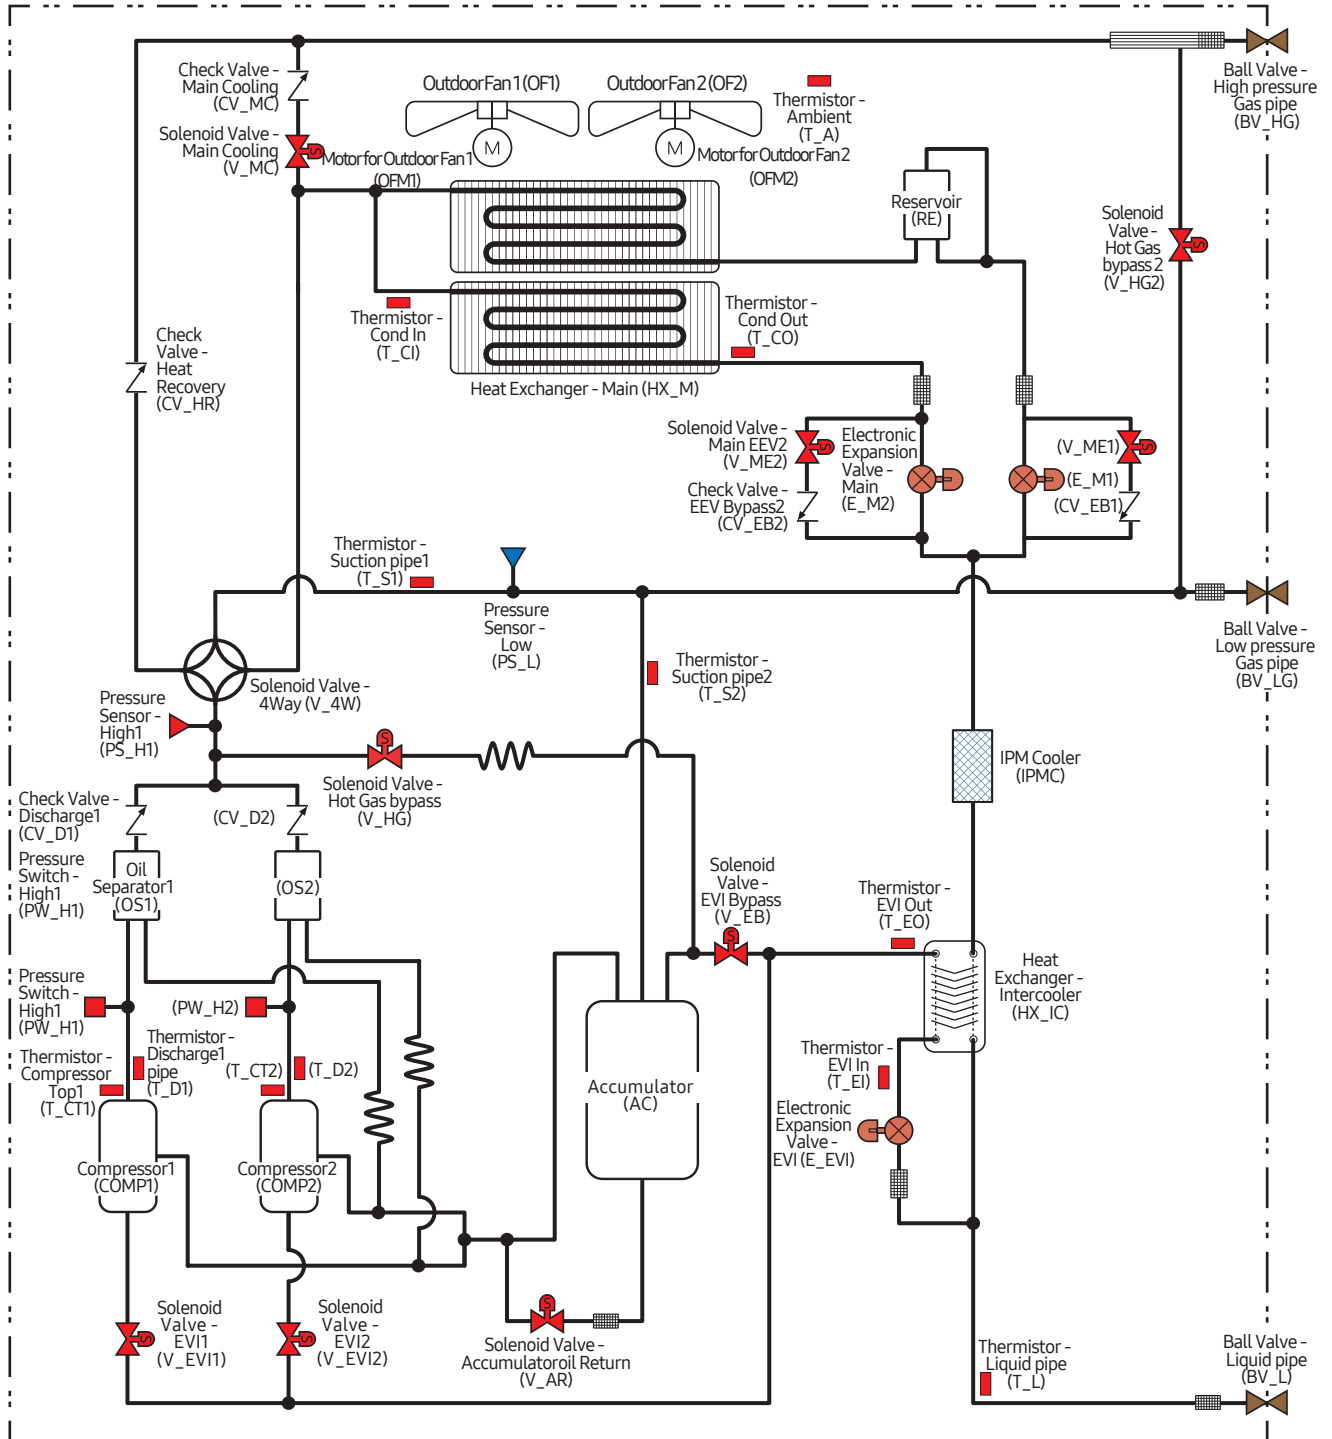 Check Valve -
Main Cooling
(CV_MC)
Outdoor Fan 1 (OF1)
Outdoor Fan 2 (OF2)
Thermistor -
Ambient
(T_A)
Ball Valve -
High pressure
Gas pipe
(BV_HG)
Solenoid Valve -
Main Cooling
(V_MC)
S
M
M
Motor for Outdoor Fan 1
(OFM1)
Motor for Outdoor Fan 2
(OFM2)
Reservoir
(RE)
Solenoid
Valve -
Hot Gas
bypass 2
(V_HG2)
S
Thermistor -
Cond In
(T_CI)
Thermistor -
Cond Out
(T_CO)
Heat Exchanger - Main (HX_M)
Check
Valve -
Heat
Recovery
(CV_HR)
Solenoid Valve -
Main EEV2
(V_ME2)
S
Electronic
Expansion
Valve -
Main
(E_M2)
(V_ME1)
S
(E_M1)
(CV_EB1)
Check Valve -
EEV Bypass2
(CV_EB2)
Thermistor -
Suction pipe1
(T_S1)
Pressure
Sensor -
Low
(PS_L)
Thermistor -
Suction pipe2
(T_S2)
Ball Valve -
Low pressure
Gas pipe
(BV_LG)
Solenoid Valve -
4Way (V_4W)
Pressure
Sensor -
High1
(PS_H1)
S
Solenoid Valve -
Hot Gas bypass
(V_HG)
IPM Cooler
(IPMC)
Check Valve -
Discharge1
(CV_D1)
(CV_D2)
Pressure
Switch -
High1
(PW_H1)
Oil
Separator1
(OS1)
(OS2)
Solenoid
Valve -
EVI Bypass
(V_EB)
S
Thermistor -
EVI Out
(T_EO)
Heat
Exchanger -
Intercooler
(HX_IC)
Pressure
Switch -
High1
(PW_H1)
(PW_H2)
Thermistor -
Discharge1
pipe
(T_D1)
Thermistor -
Compressor
Top1
(T_CT1)
(T_CT2)
(T_D2)
Thermistor -
EVI In
(T_EI)
Accumulator
(AC)
Electronic
Expansion
Valve -
EVI (E_EVI)
Compressor1
(COMP1)
Compressor2
(COMP2)
Solenoid
Valve -
EVI1
(V_EVI1)
S
Solenoid
Valve -
EVI2
(V_EVI2)
S
S
Solenoid Valve -
Accumulatoroil Return
(V_AR)
Thermistor -
Liquid pipe
(T_L)
Ball Valve -
Liquid pipe
(BV_L)